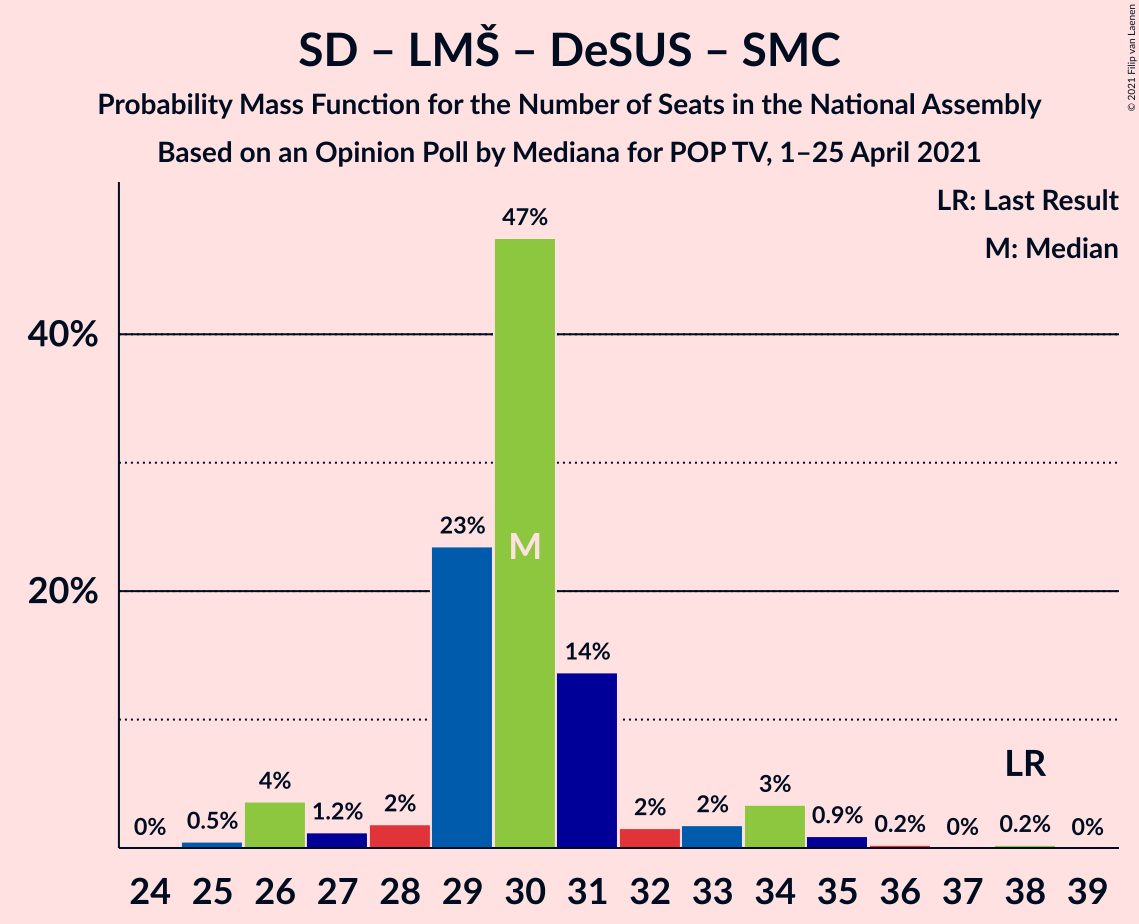 SD – LMŠ – DeSUS – SMC
Probability Mass Function for the Number of Seats in the National Assembly
Based on an Opinion Poll by Mediana for POP TV, 1–25 April 2021
© 2021 Filip van Laenen
LR: Last Result
M: Median
47%
40%
23%
M
20%
14%
LR
0%
0.5%
4%
1.2%
2%
2%
2%
3%
0.9%
0.2%
0%
0.2%
0%
24 25 26 27 28 29 30 31 32 33 34 35 36 37 38 39